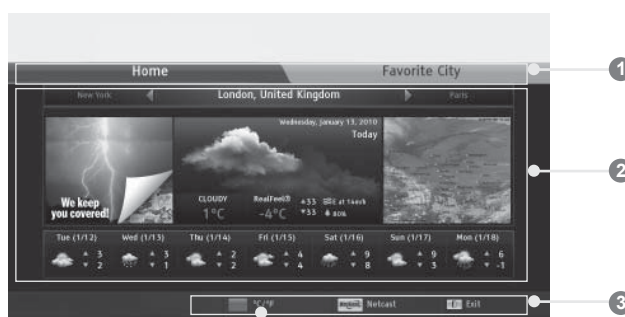 Home
Favorite City
1
New York
London, United Kingdom
Paris
2
Wednesday, January 13, 2010
Today
We keep
you covered!
CLOUDY
1°C
RealFeel®
-4°C
33
33
80%
Tue (1/12)
Wed (1/13)
Thu (1/14)
Fri (1/15)
Sat (1/16)
Sun (1/17)
Mon (1/18)
3
2
3
1
2
2
4
4
9
8
9
3
6
-1
°C/°F
Netcast
Exit
3